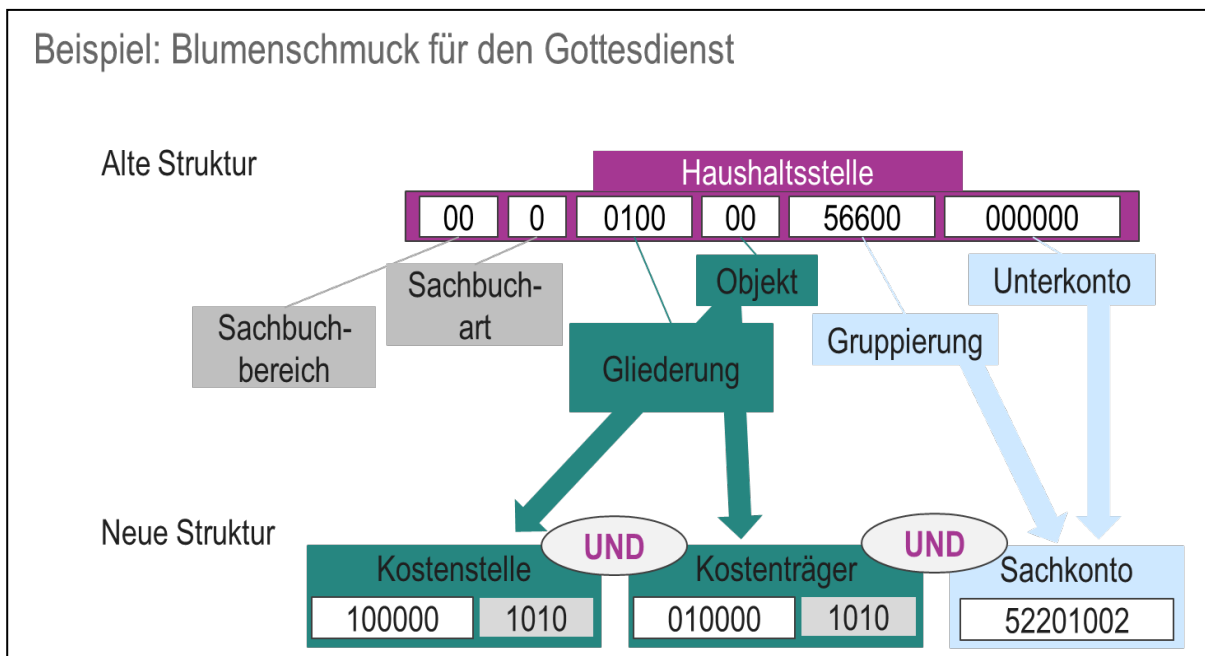 Beispiel: Blumenschmuck für den Gottesdienst
Alte Struktur
Haushaltsstelle
00 0 0100 00 56600 000000
Sachbuch-
bereich
Sachbuch-
art
Gliederung
Objekt
Gruppierung
Unterkonto
Neue Struktur
UND
UND
Kostenstelle
100000 1010
Kostenträger
010000 1010
Sachkonto
52201002